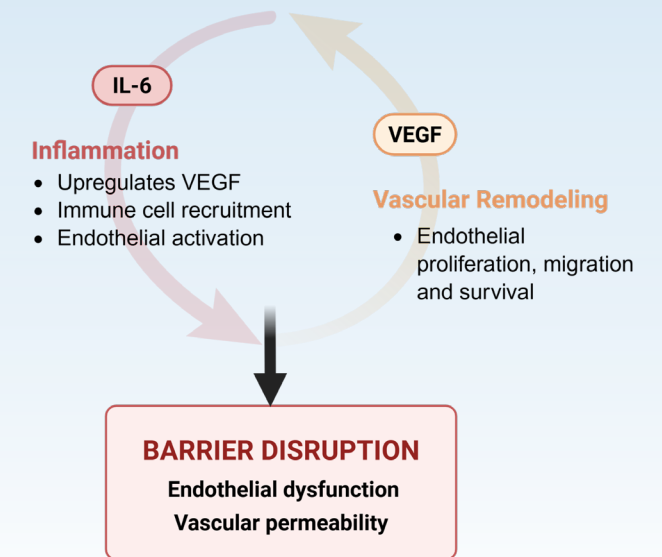 IL-6
Inflammation
• Upregulates VEGF
• Immune cell recruitment
• Endothelial activation
VEGF
Vascular Remodeling
• Endothelial
proliferation, migration
and survival
BARRIER DISRUPTION
Endothelial dysfunction
Vascular permeability